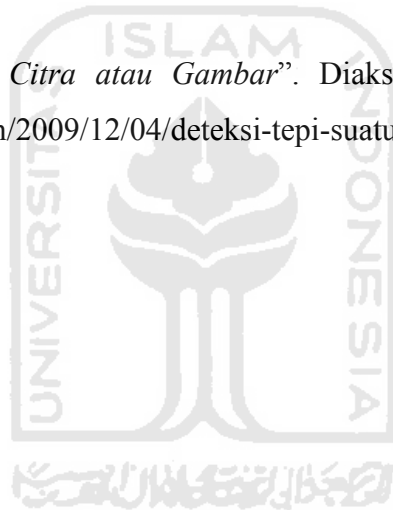 ISLAM
Citra atau Gambar”. Diaks
n/2009/12/04/deteksi-tepi-suatu
UNIVERSITAS
INDONESIA